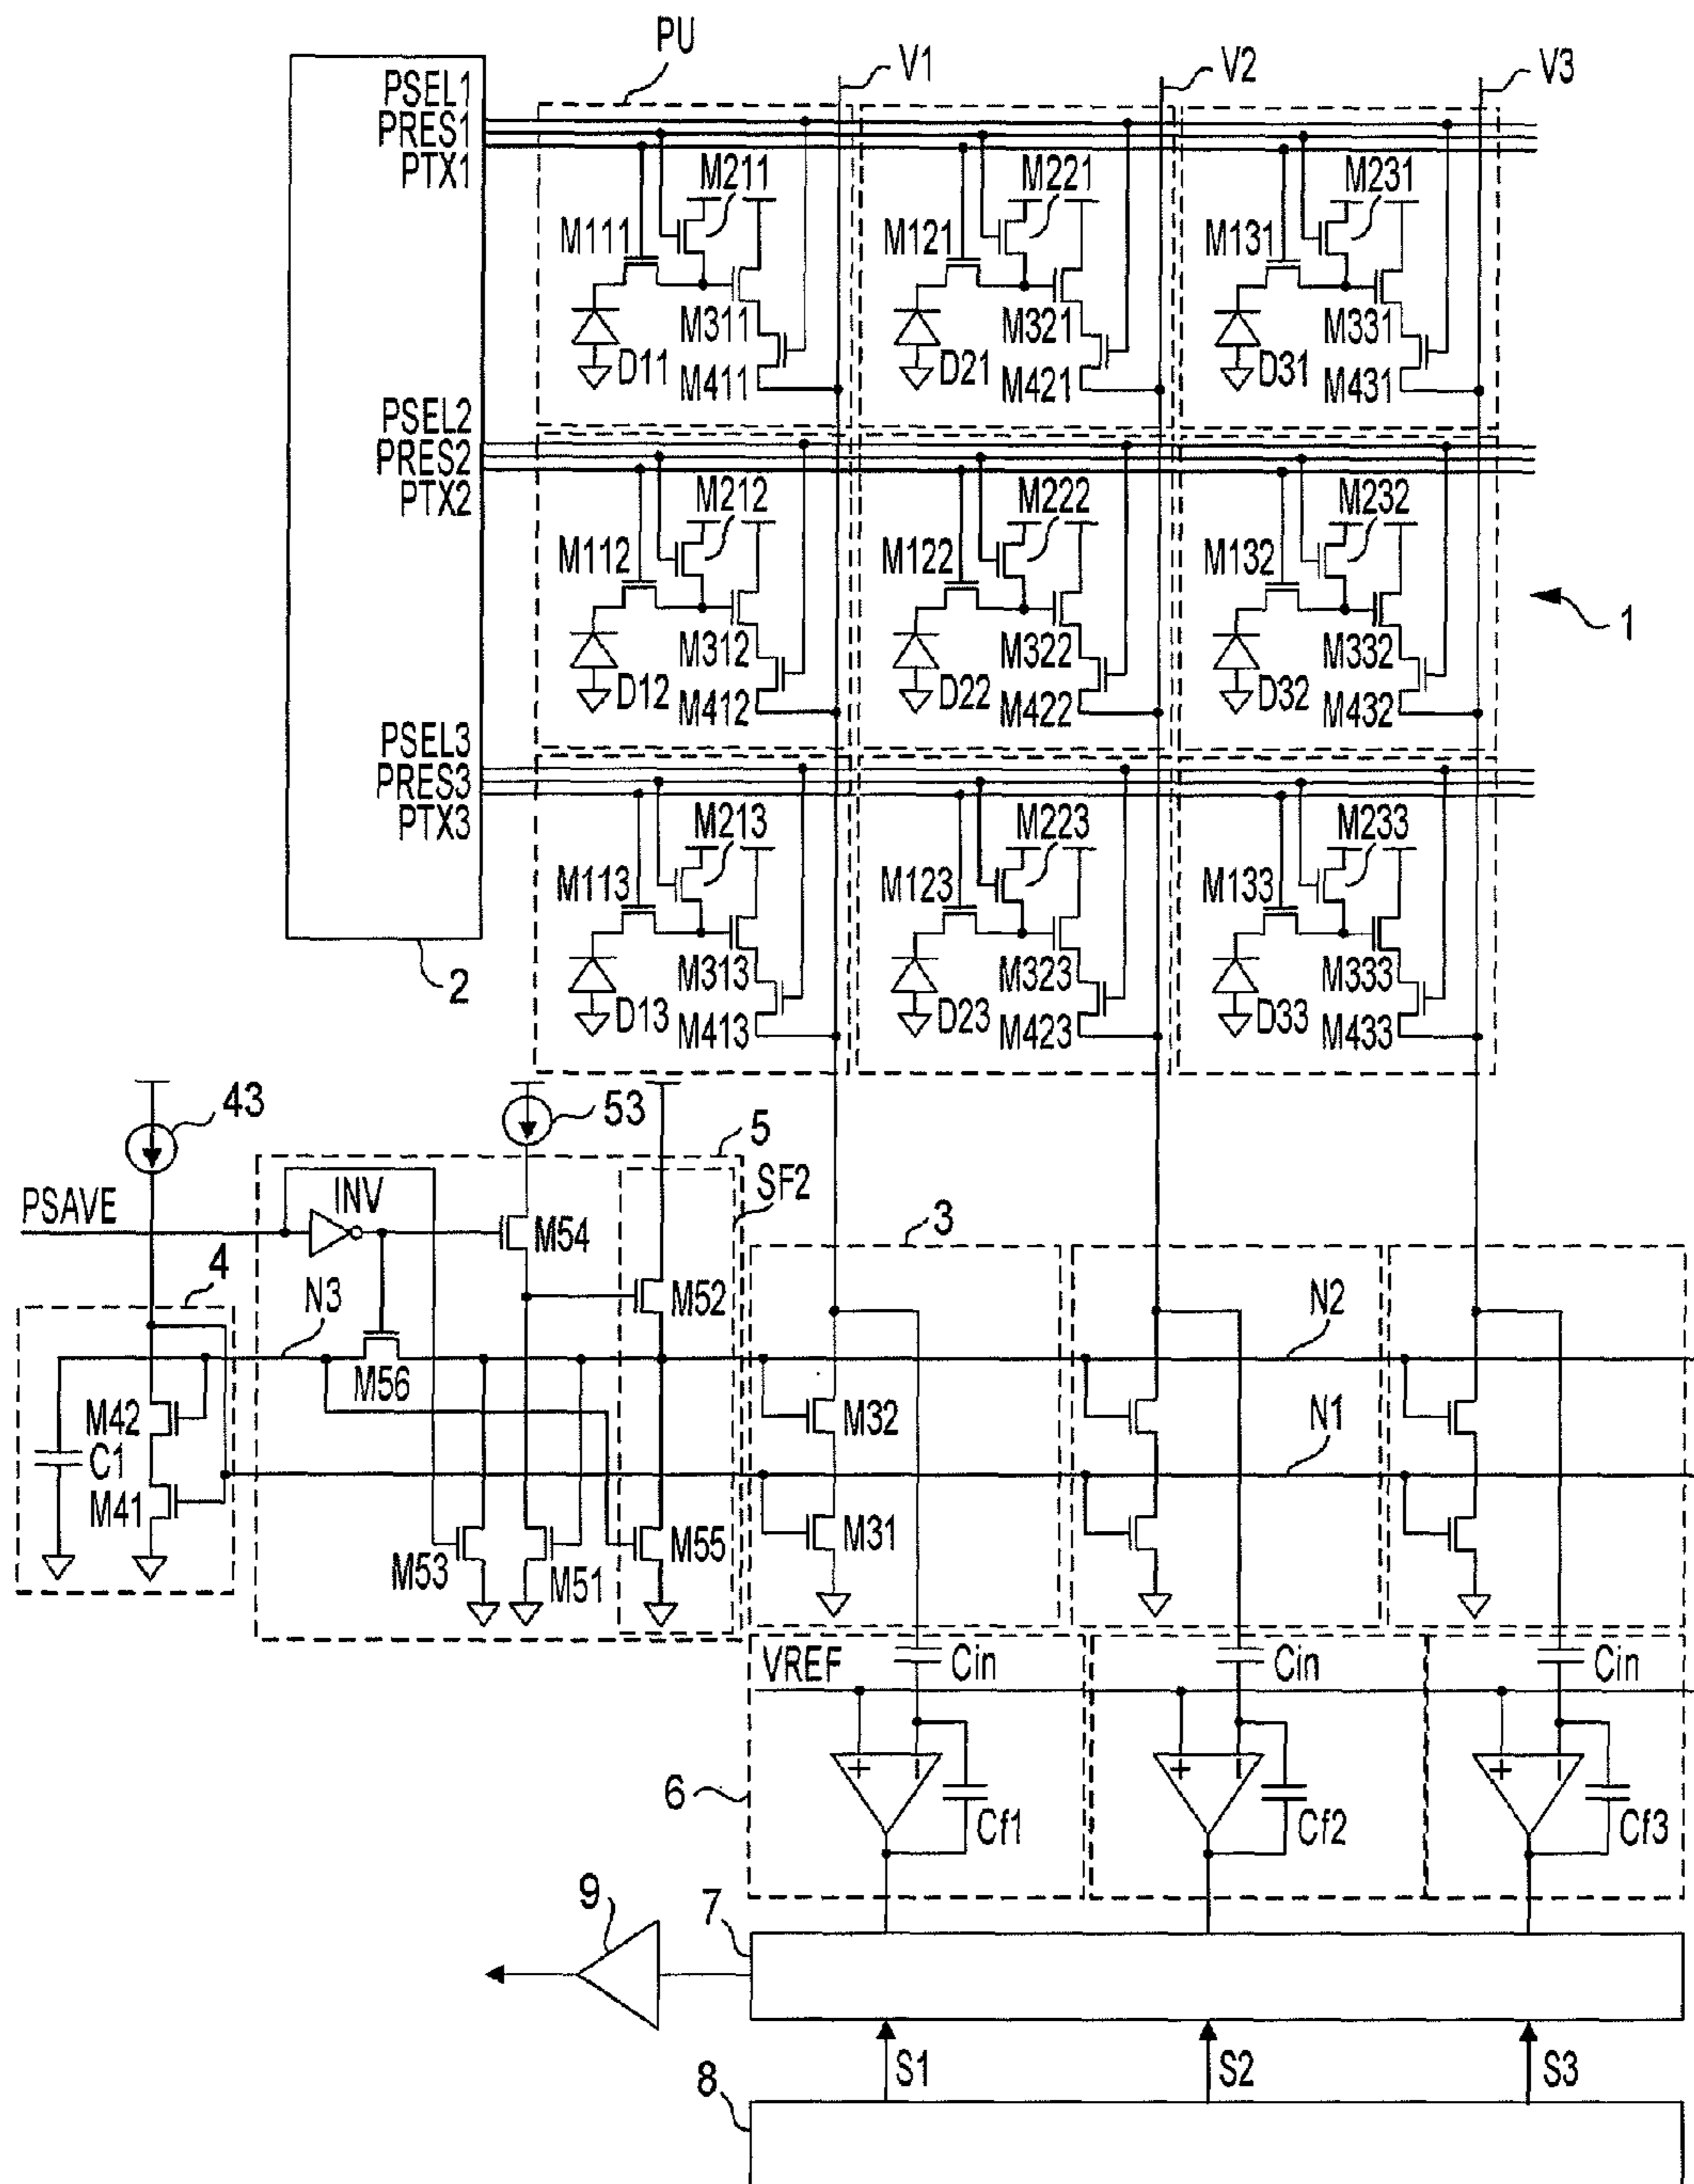 PU
V1
V2
V3
PSEL1
PRES1
PTX1
M211
M221
M231
M111
M121
M131
M311
M321
M331
D11
D21
D31
M411
M421
M431
PSEL2
PRES2
PTX2
M212
M222
M232
M112
M122
M132
1
M312
M322
M332
D12
D22
D32
M412
M422
M432
PSEL3
PRES3
PTX3
M213
M223
M233
M113
M123
M133
2
M313
M323
M333
D13
D23
D33
M413
M423
M433
43
53
5
PSAVE
INV
SF2
3
M54
4
N3
M52
N2
M56
M42
M32
N1
C1
M41
M53
M51
M55
M31
VREF
Cin
Cin
Cin
+ −
+ −
+ −
6
Cf1
Cf2
Cf3
9
7
S1
S2
S3
8